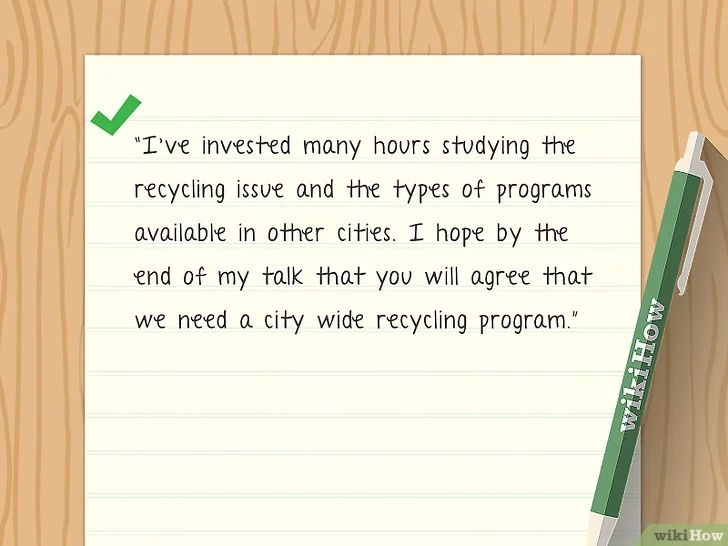 "I've invested many hours studying the
recycling issue and the types of programs
available in other cities. I hope by the
end of my talk that you will agree that
we need a city wide recycling program."
wikiHow
wikiHow